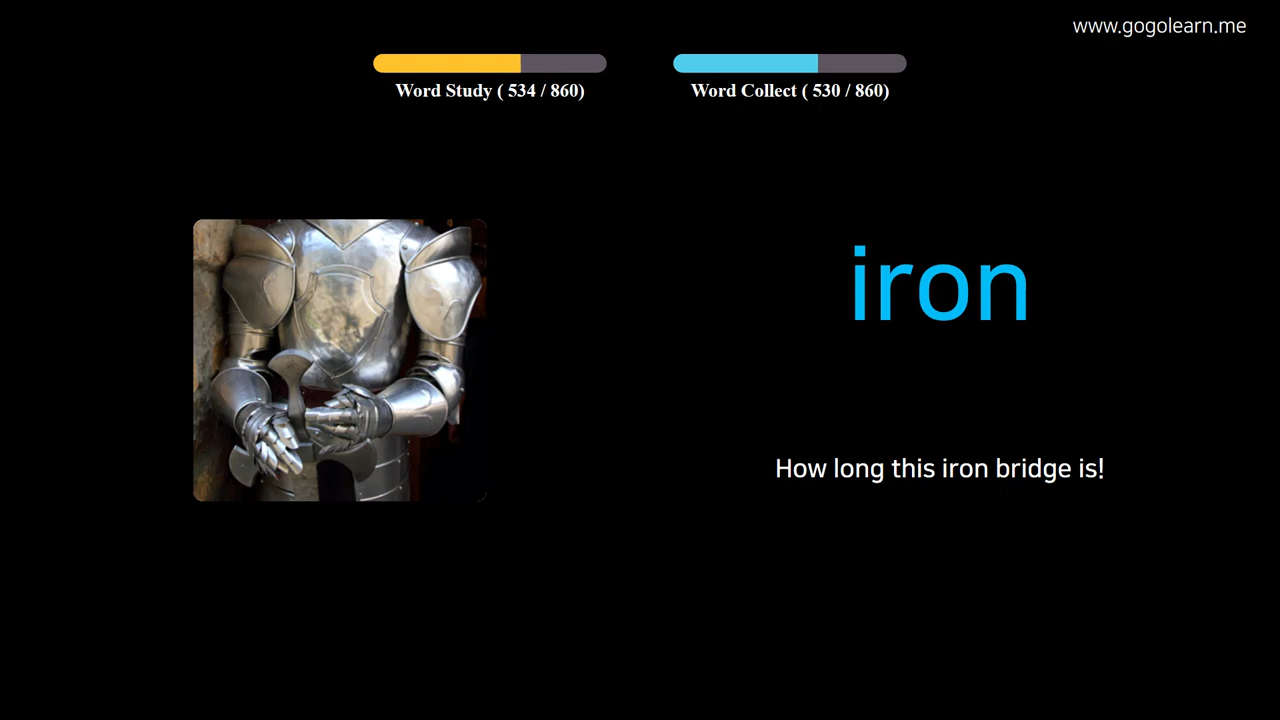 www.gogolearn.me
Word Study ( 534 / 860)
Word Collect ( 530 / 860)
iron
How long this iron bridge is!